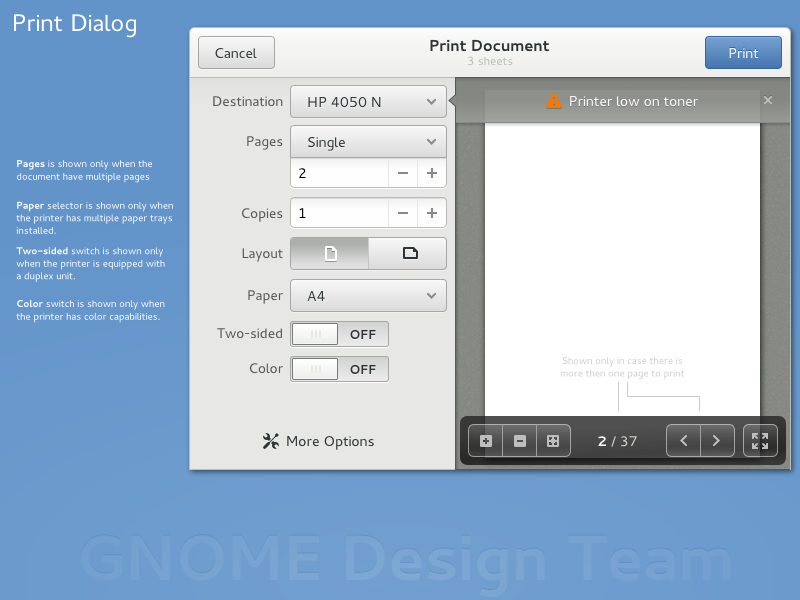 Print Dialog
Cancel
Print Document
3 sheets
Print
Destination
HP 4050 N
Printer low on toner
Pages
Single
2
Copies
1
Layout
Paper
A4
Two-sided
OFF
Color
OFF
More Options
Pages is shown only when the
document have multiple pages
Paper selector is shown only when
the printer has multiple paper trays
installed.
Two-sided switch is shown only
when the printer is equipped with
a duplex unit.
Color switch is shown only when
the printer has color capabilities.
Shown only in case there is
more then one page to print
2 / 37
GNOME Design Team